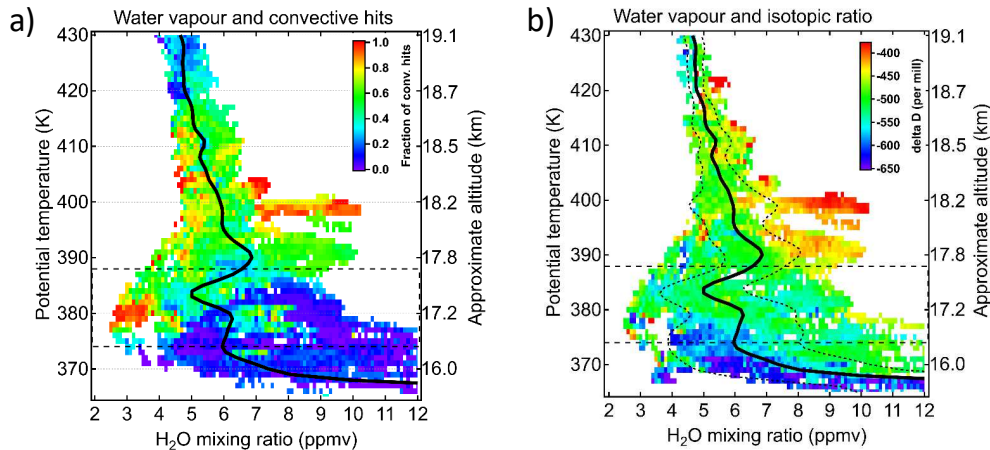 a)
Water vapour and convective hits
430
420
410
400
390
380
370
Potential temperature (K)
19.1
18.7
18.5
18.2
17.8
17.2
16.0
Approximate altitude (km)
1.0
0.8
0.6
0.4
0.2
0.0
Fraction of conv. hits
2 3 4 5 6 7 8 9 10 11 12
H₂O mixing ratio (ppmv)
b)
Water vapour and isotopic ratio
430
420
410
400
390
380
370
Potential temperature (K)
19.1
18.7
18.5
18.2
17.8
17.2
16.0
Approximate altitude (km)
-400
-450
-500
-550
-600
-650
delta D (per mill)
2 3 4 5 6 7 8 9 10 11 12
H₂O mixing ratio (ppmv)